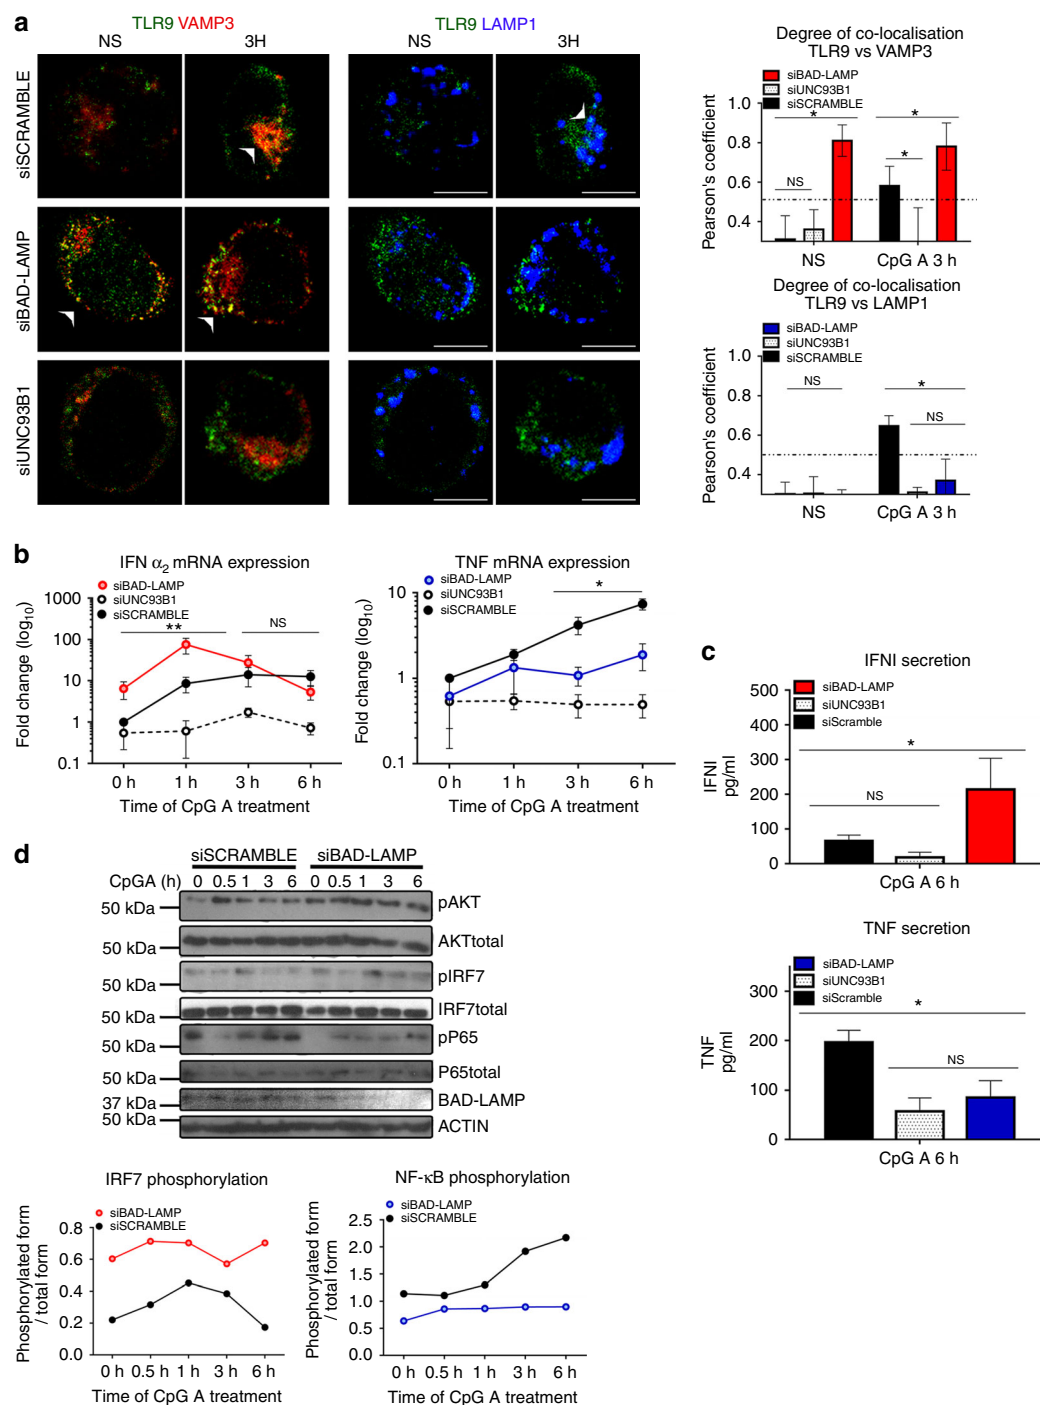 a
TLR9 VAMP3
NS 3H
TLR9 LAMP1
NS 3H
siSCRAMBLE
siBAD-LAMP
siUNC93B1
Degree of co-localisation
TLR9 vs VAMP3
siBAD-LAMP
siUNC93B1
siSCRAMBLE
Pearson's coefficient
1.0
0.8
0.6
0.4
NS
*
*
*
NS CpG A 3 h
Degree of co-localisation
TLR9 vs LAMP1
siBAD-LAMP
siUNC93B1
siSCRAMBLE
Pearson's coefficient
1.0
0.8
0.6
0.4
NS
*
NS
NS CpG A 3 h
b
IFN α2 mRNA expression
siBAD-LAMP
siUNC93B1
siSCRAMBLE
Fold change (log10)
1000
100
10
1
0.1
**
NS
0 h 1 h 3 h 6 h
Time of CpG A treatment
TNF mRNA expression
siBAD-LAMP
siUNC93B1
siSCRAMBLE
Fold change (log10)
10
1
0.1
*
0 h 1 h 3 h 6 h
Time of CpG A treatment
c
IFNI secretion
siBAD-LAMP
siUNC93B1
siScramble
IFNI
pg/ml
500
400
300
200
100
0
*
NS
CpG A 6 h
TNF secretion
siBAD-LAMP
siUNC93B1
siScramble
TNF
pg/ml
300
200
100
0
*
NS
CpG A 6 h
d
siSCRAMBLE siBAD-LAMP
CpGA (h) 0 0.5 1 3 6 0 0.5 1 3 6
50 kDa pAKT
50 kDa AKTtotal
50 kDa pIRF7
50 kDa IRF7total
50 kDa pP65
50 kDa P65total
37 kDa BAD-LAMP
50 kDa ACTIN
IRF7 phosphorylation
siBAD-LAMP
siSCRAMBLE
Phosphorylated form
/ total form
0.8
0.6
0.4
0.2
0.0
0 h 0.5 h 1 h 3 h 6 h
Time of CpG A treatment
NF-κB phosphorylation
siBAD-LAMP
siSCRAMBLE
Phosphorylated form
/ total form
2.5
2.0
1.5
1.0
0.5
0.0
0 h 0.5 h 1 h 3 h 6 h
Time of CpG A treatment